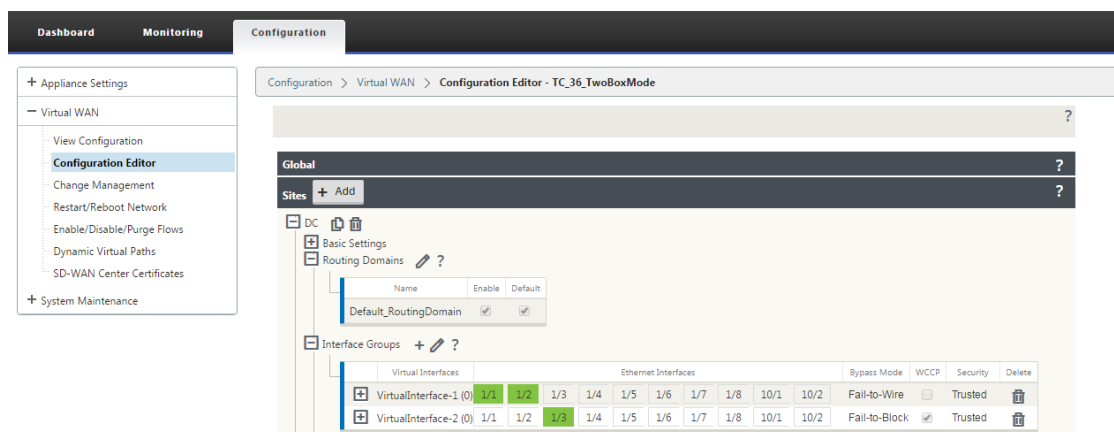 Dashboard Monitoring Configuration
+ Appliance Settings
− Virtual WAN
View Configuration
Configuration Editor
Change Management
Restart/Reboot Network
Enable/Disable/Purge Flows
Dynamic Virtual Paths
SD-WAN Center Certificates
+ System Maintenance
Configuration > Virtual WAN > Configuration Editor - TC_36_TwoBoxMode
?
Global ?
Sites + Add ?
DC
Basic Settings
Routing Domains ?
Name Enable Default
Default_RoutingDomain
Interface Groups + ?
Virtual Interfaces Ethernet Interfaces Bypass Mode WCCP Security Delete
VirtualInterface-1 (0) 1/1 1/2 1/3 1/4 1/5 1/6 1/7 1/8 10/1 10/2 Fail-to-Wire Trusted
VirtualInterface-2 (0) 1/1 1/2 1/3 1/4 1/5 1/6 1/7 1/8 10/1 10/2 Fail-to-Block Trusted